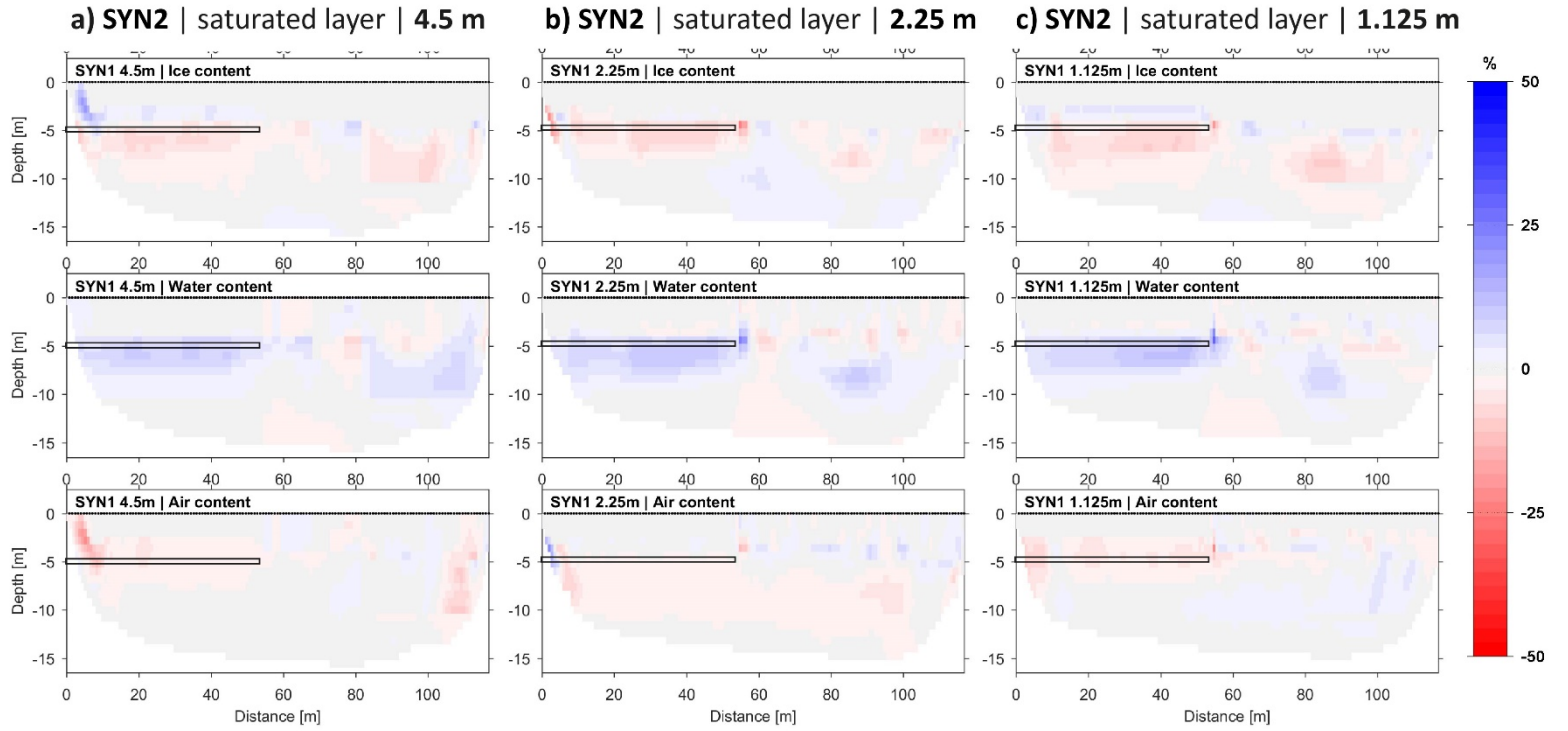 a) SYN2 | saturated layer | 4.5 m
b) SYN2 | saturated layer | 2.25 m
c) SYN2 | saturated layer | 1.125 m
SYN1 4.5m | Ice content
SYN1 2.25m | Ice content
SYN1 1.125m | Ice content
%
0
-5
-10
-15
Depth [m]
0 20 40 60 80 100
0
-5
-10
-15
0 20 40 60 80 100
0
-5
-10
-15
0 20 40 60 80 100
SYN1 4.5m | Water content
SYN1 2.25m | Water content
SYN1 1.125m | Water content
0
-5
-10
-15
Depth [m]
0 20 40 60 80 100
0
-5
-10
-15
0 20 40 60 80 100
0
-5
-10
-15
0 20 40 60 80 100
SYN1 4.5m | Air content
SYN1 2.25m | Air content
SYN1 1.125m | Air content
0
-5
-10
-15
Depth [m]
0 20 40 60 80 100
Distance [m]
0
-5
-10
-15
0 20 40 60 80 100
Distance [m]
0
-5
-10
-15
0 20 40 60 80 100
Distance [m]
50
25
0
-25
-50